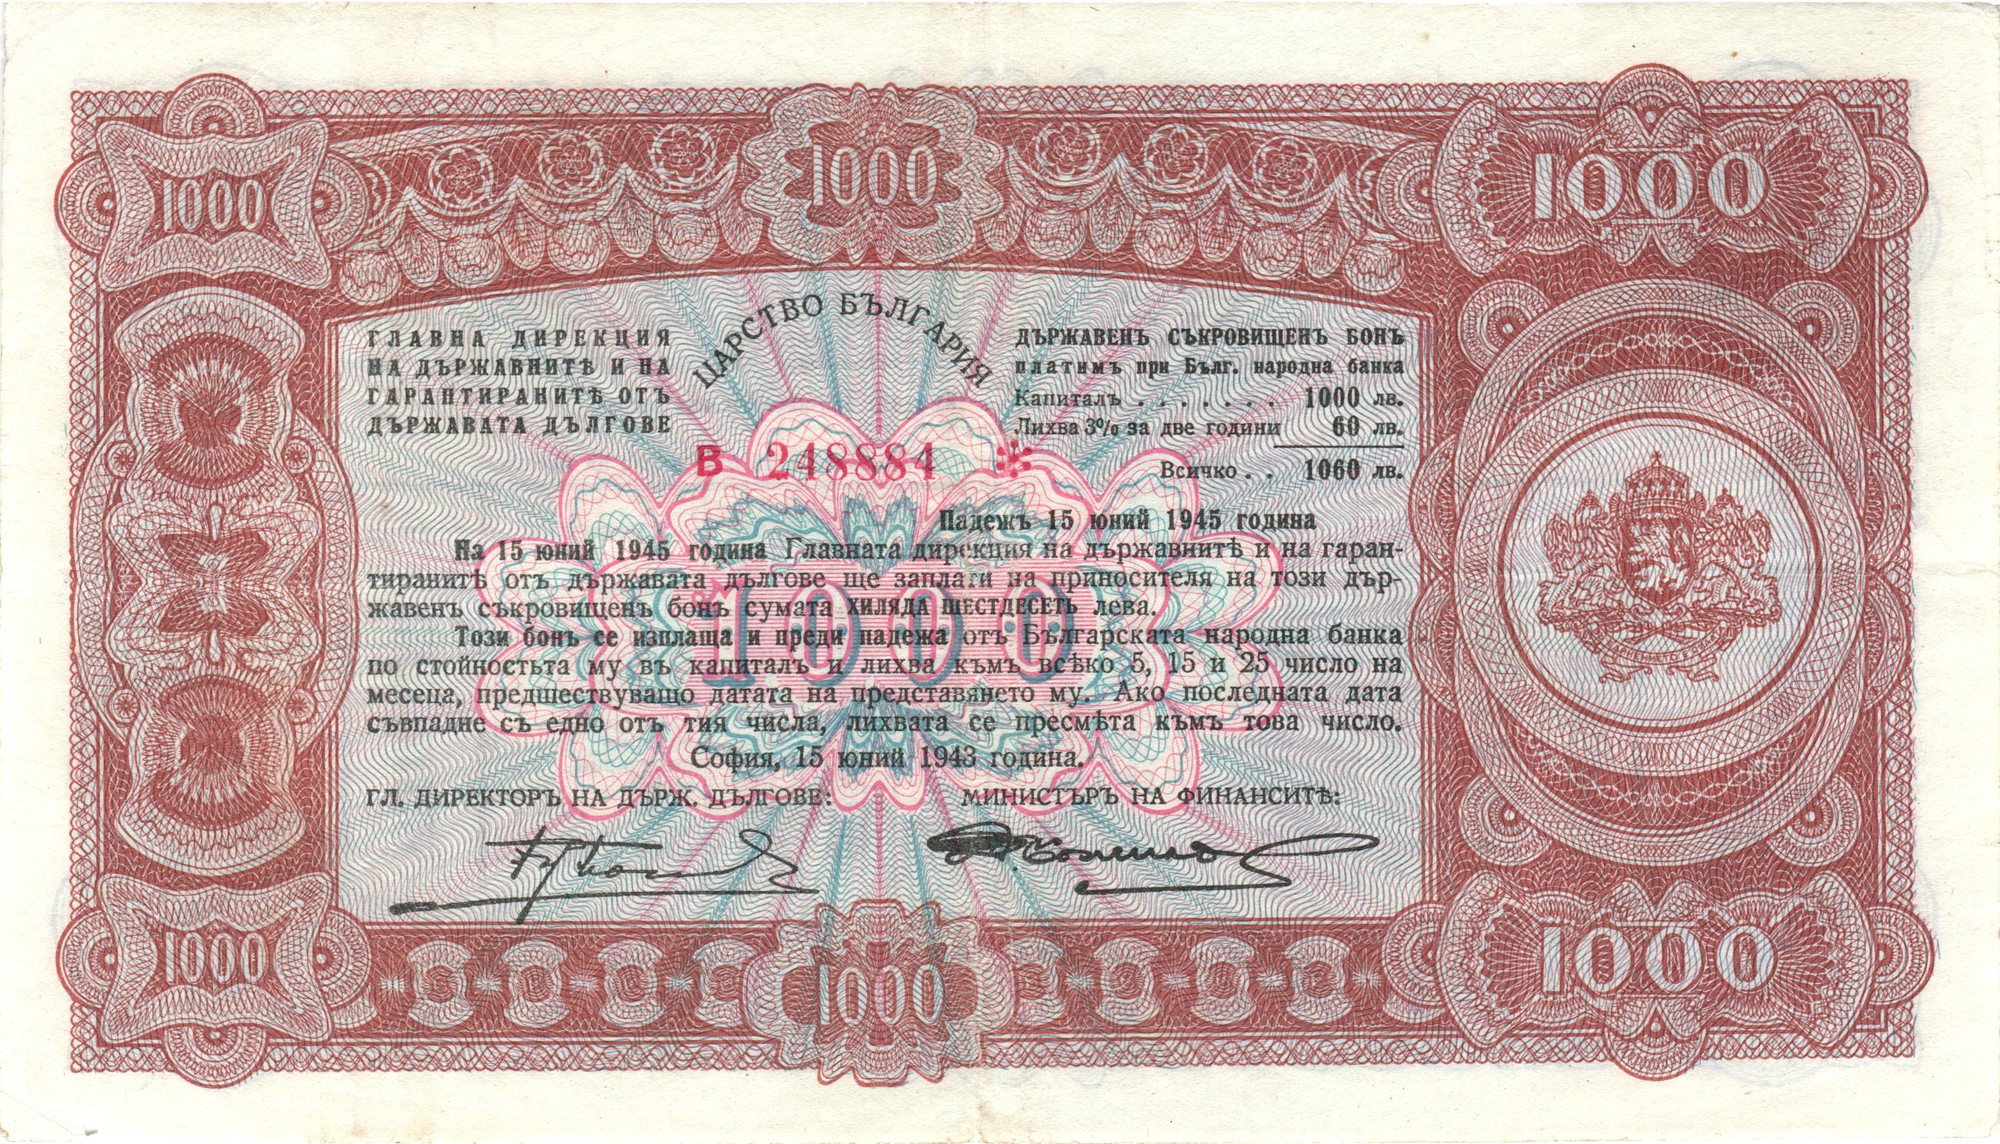 1000
1000
1000
ЦАРСТВО БЪЛГАРИЯ
ГЛАВНА ДИРЕКЦИЯ
НА ДЪРЖАВНИТѢ И НА
ГАРАНТИРАНИТѢ ОТЪ
ДЪРЖАВАТА ДЪЛГОВЕ
ДЪРЖАВЕНЪ СЪКРОВИЩЕНЪ БОНЪ
ПЛАТИМЪ при Бълг. народна банка
Капиталъ . . . . . . . 1000 лв.
Лихва 3% за две години 60 лв.
Всичко . . 1060 лв.
В 248884 *
Падежъ 15 юний 1945 година
На 15 юний 1945 година Главната дирекция на държавнитѣ и на гаран-
тиранитѣ отъ държавата дългове ще заплати на приносителя на този дър-
жавенъ съкровищенъ бонъ сумата ХИЛЯДА ШЕСТДЕСЕТЬ лева.
Този бонъ се изплаща и преди падежа отъ Българската народна банка
по стойностьта му въ капиталъ и лихва къмъ всѣко 5, 15 и 25 число на
месеца, предшествуващо датата на представянето му. Ако последната дата
съвпадне съ едно отъ тия числа, лихвата се пресмѣта къмъ това число.
1000
София, 15 юний 1943 година.
ГЛ. ДИРЕКТОРЪ НА ДЪРЖ. ДЪЛГОВЕ:
МИНИСТЪРЪ НА ФИНАНСИТѢ:
1000
1000
1000